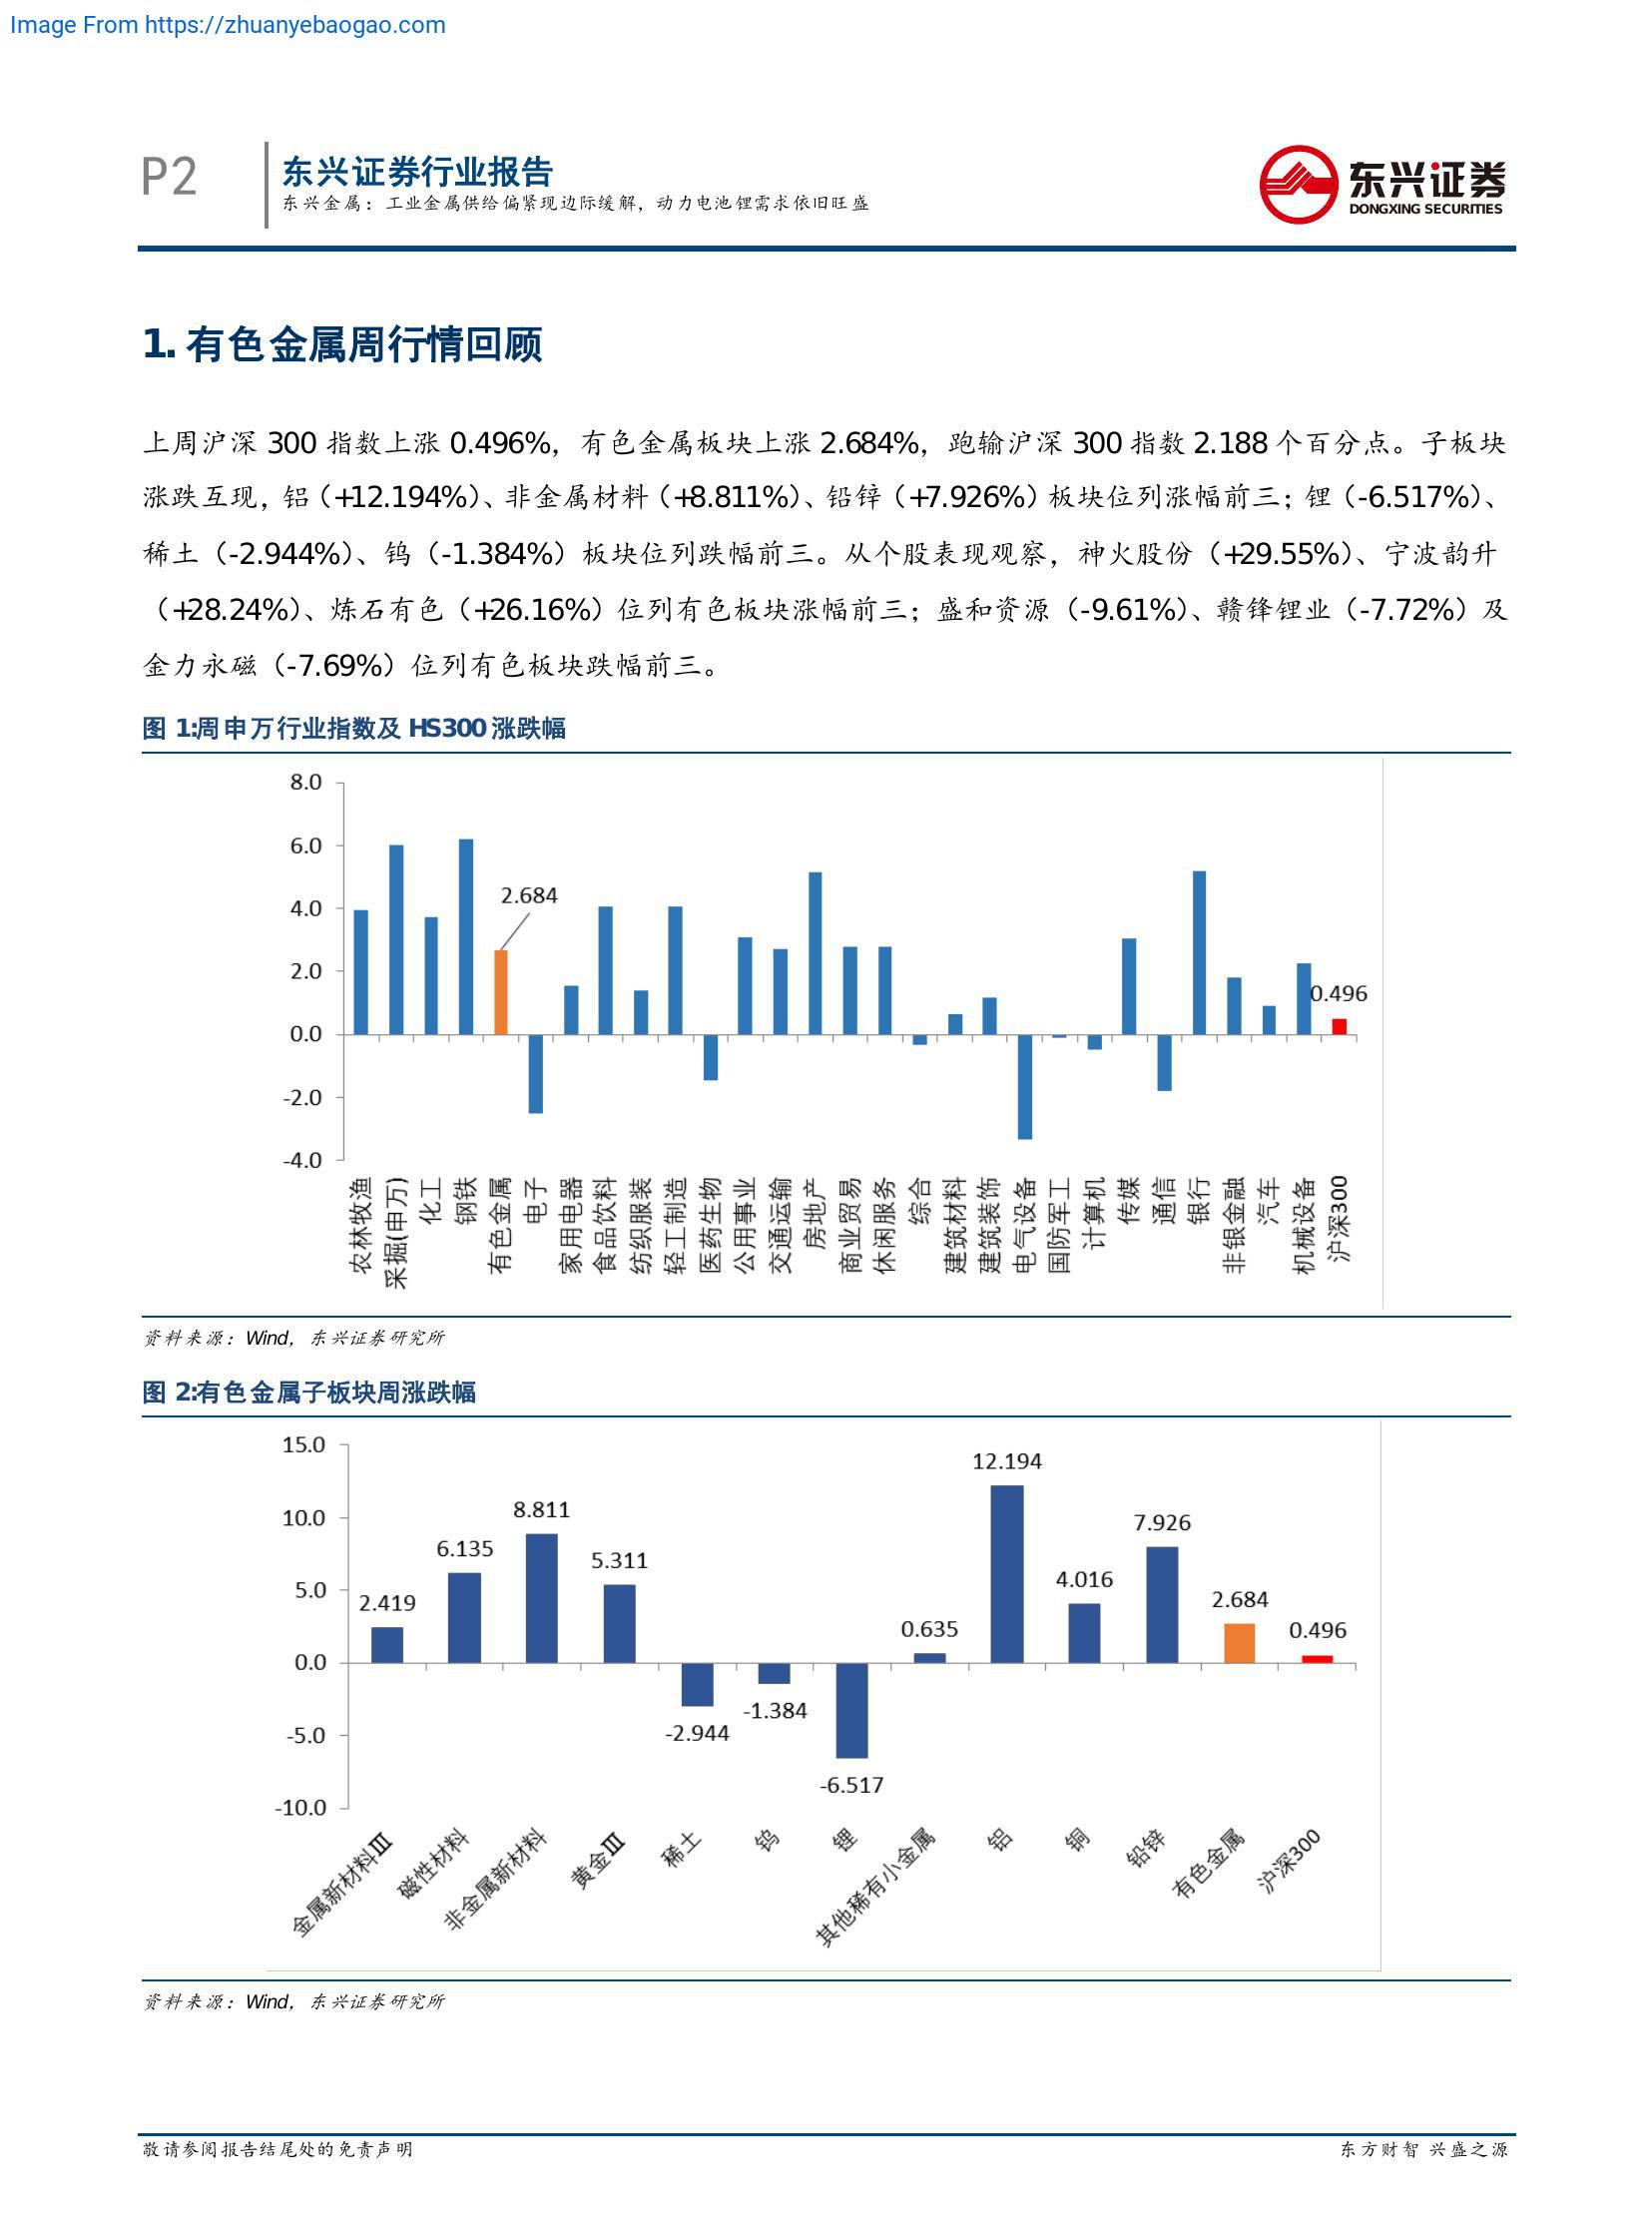 Image From https://zhuanyebaogao.com
P2
东兴证券行业报告
东兴金属：工业金属供给偏紧现边际缓解，动力电池锂需求依旧旺盛
东兴证券
DONGXING SECURITIES
1. 有色金属周行情回顾
上周沪深 300 指数上涨 0.496%，有色金属板块上涨 2.684%，跑输沪深 300 指数 2.188 个百分点。子板块
涨跌互现，铝（+12.194%）、非金属材料（+8.811%）、铅锌（+7.926%）板块位列涨幅前三；锂（-6.517%）、
稀土（-2.944%）、钨（-1.384%）板块位列跌幅前三。从个股表现观察，神火股份（+29.55%）、宁波韵升
（+28.24%）、炼石有色（+26.16%）位列有色板块涨幅前三；盛和资源（-9.61%）、赣锋锂业（-7.72%）及
金力永磁（-7.69%）位列有色板块跌幅前三。
图 1:周申万行业指数及 HS300 涨跌幅
8.0
6.0
4.0
2.0
0.0
-2.0
-4.0
2.684
0.496
农林牧渔
采掘(申万)
化工
钢铁
有色金属
电子
家用电器
食品饮料
纺织服装
轻工制造
医药生物
公用事业
交通运输
房地产
商业贸易
休闲服务
综合
建筑材料
建筑装饰
电气设备
国防军工
计算机
传媒
通信
银行
非银金融
汽车
机械设备
沪深300
资料来源：Wind，东兴证券研究所
图 2:有色金属子板块周涨跌幅
15.0
10.0
5.0
0.0
-5.0
-10.0
2.419
6.135
8.811
5.311
-2.944
-1.384
-6.517
0.635
12.194
4.016
7.926
2.684
0.496
金属新材料Ⅲ
磁性材料
非金属新材料
黄金Ⅲ
稀土
钨
锂
其他稀有小金属
铝
铜
铅锌
有色金属
沪深300
资料来源：Wind，东兴证券研究所
敬请参阅报告结尾处的免责声明
东方财智 兴盛之源